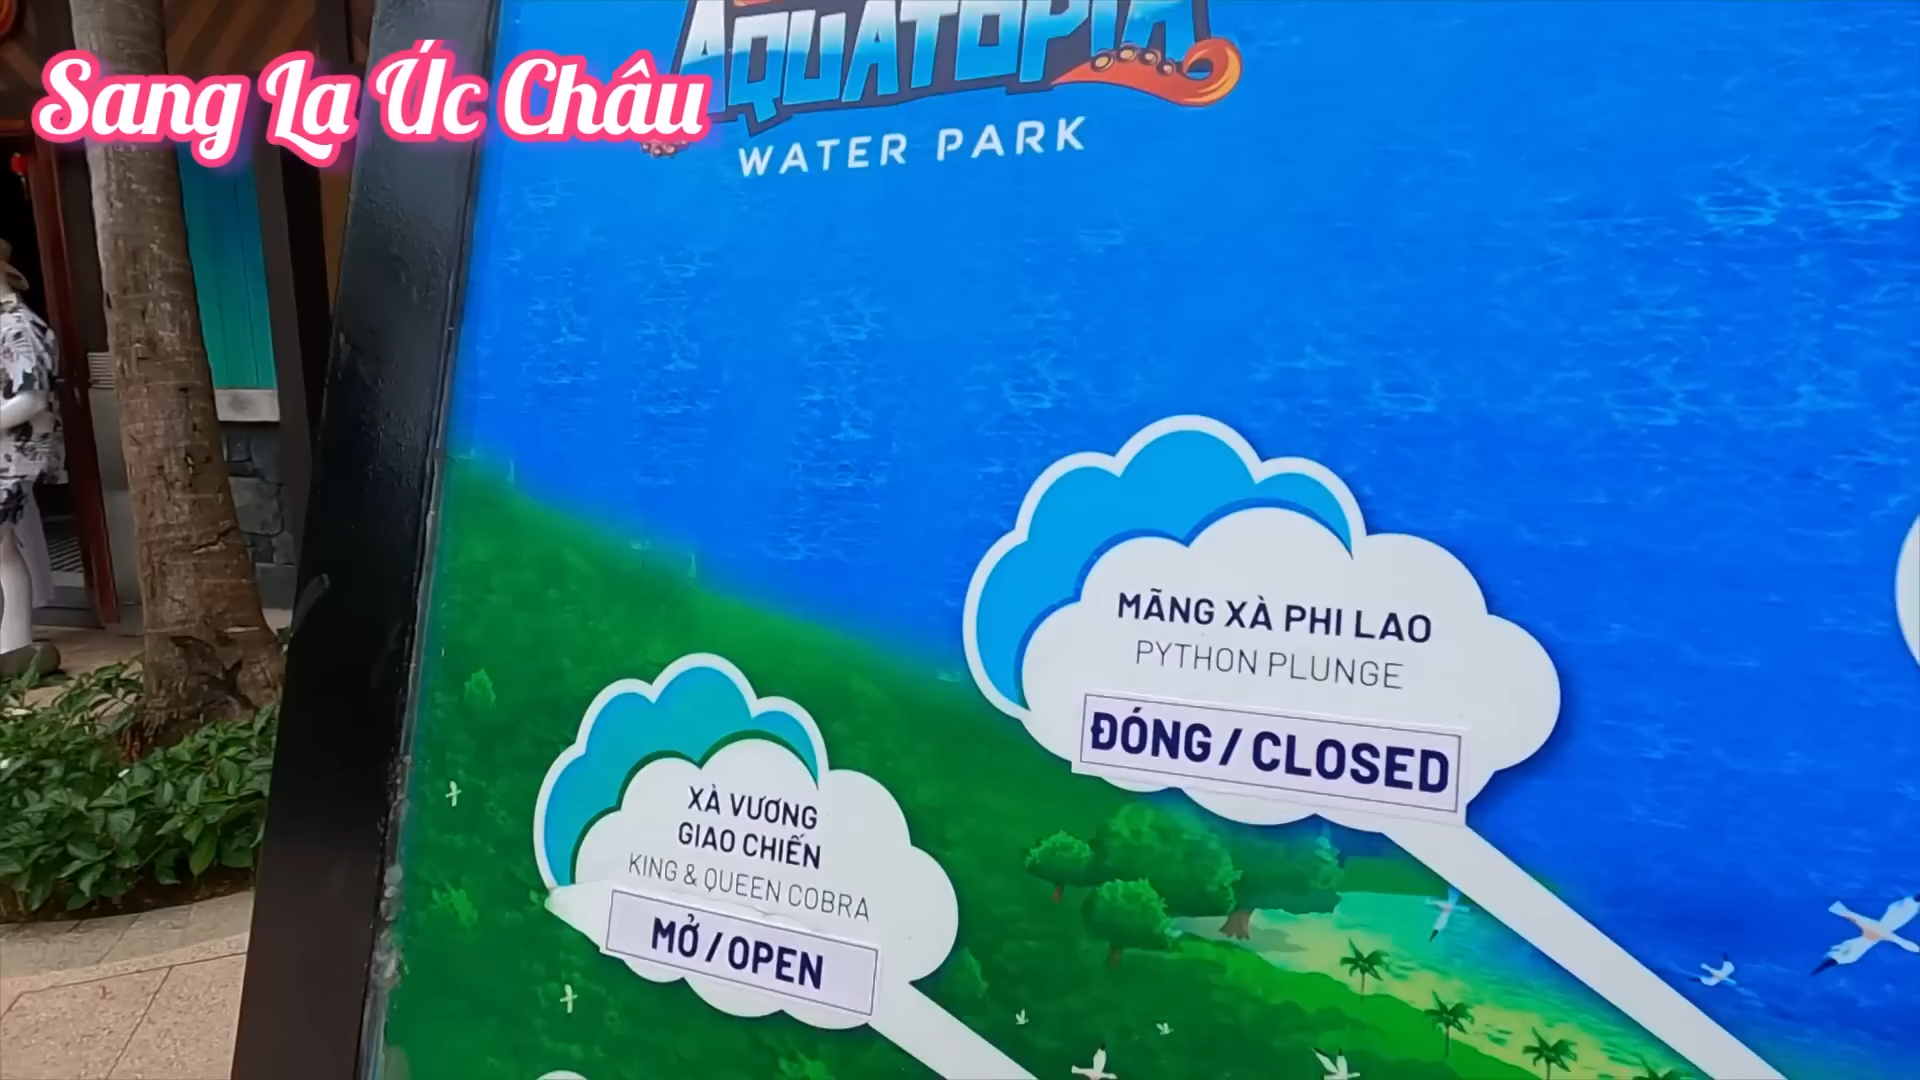 Sang La Úc Châu
AQUATOPIA
WATER PARK
MÃNG XÀ PHI LAO
PYTHON PLUNGE
ĐÓNG / CLOSED
XÀ VƯƠNG
GIAO CHIẾN
KING & QUEEN COBRA
MỞ / OPEN